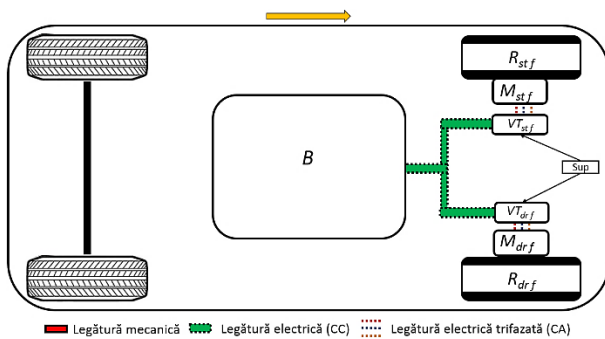 R_st f
M_st f
VT_st f
B
Sup
VT_dr f
M_dr f
R_dr f
Legătură mecanică Legătură electrică (CC) Legătură electrică trifazată (CA)